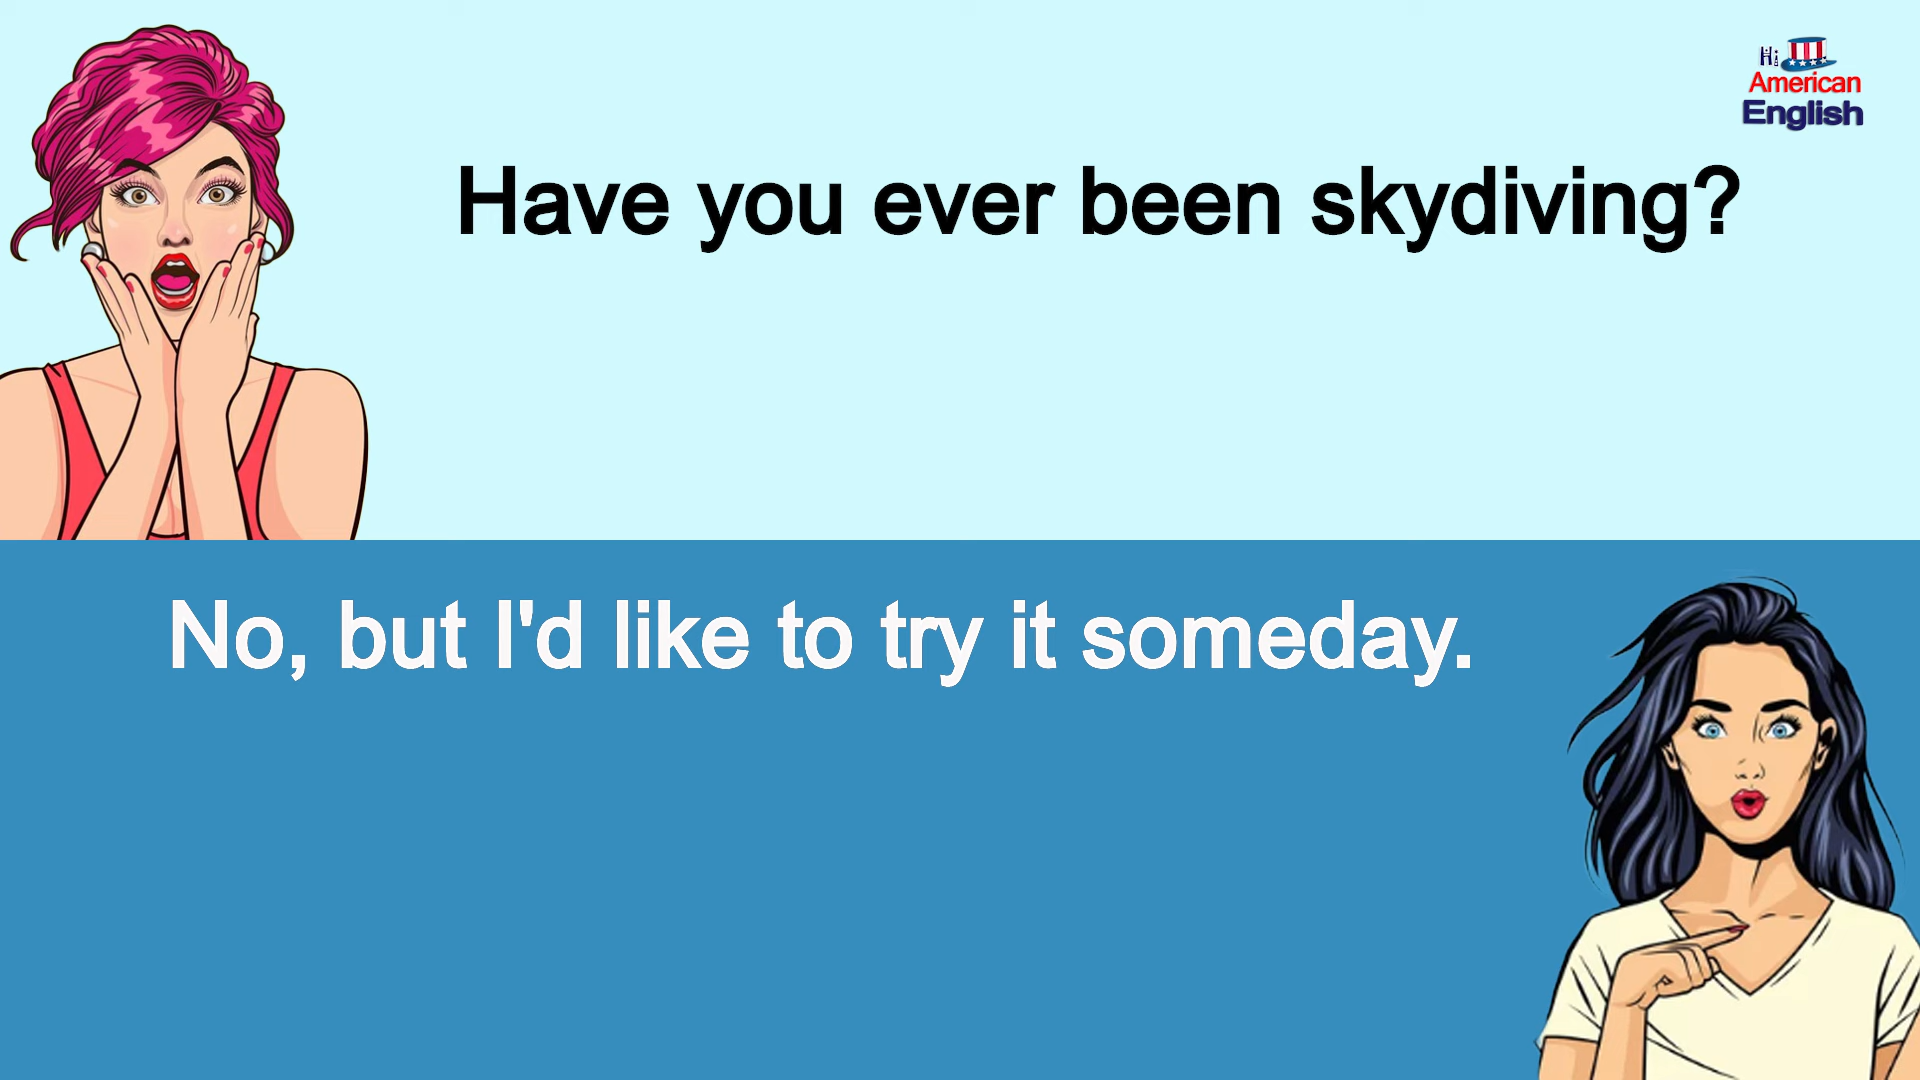 Hi
American
English
Have you ever been skydiving?
No, but I'd like to try it someday.